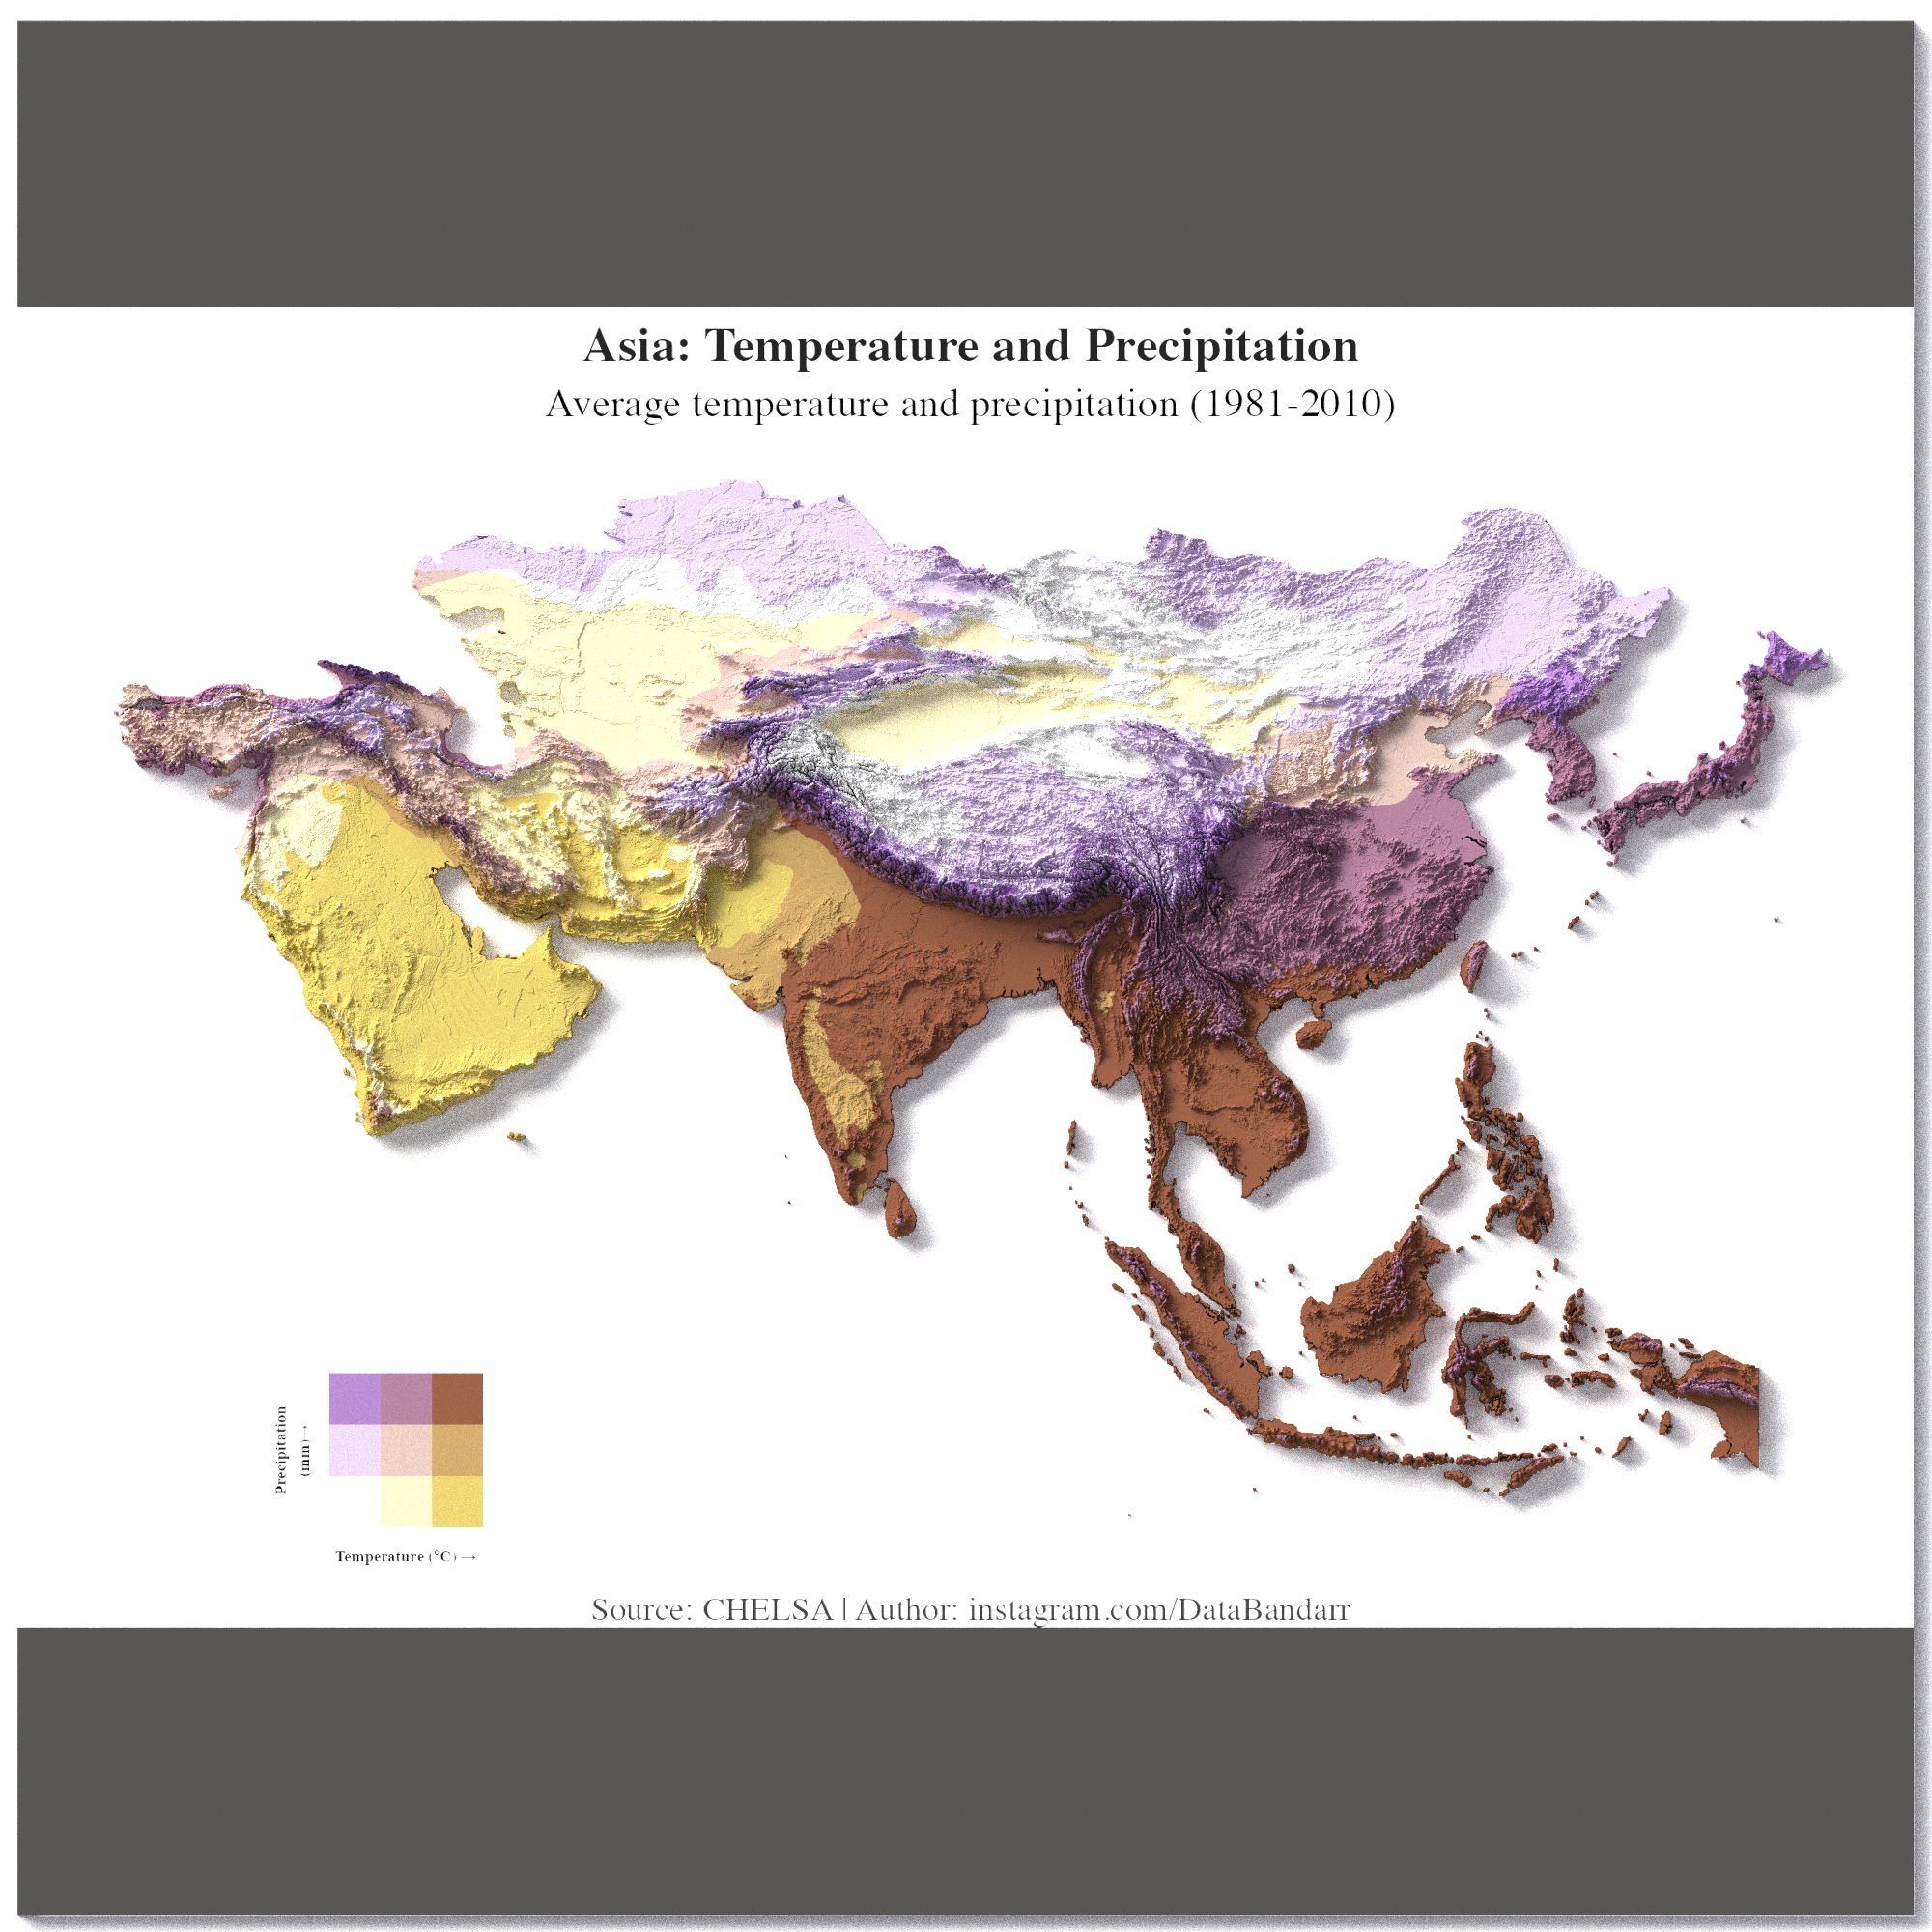 Asia: Temperature and Precipitation
Average temperature and precipitation (1981-2010)
Precipitation
(mm)→
Temperature (°C) →
Source: CHELSA | Author: instagram.com/DataBandarr